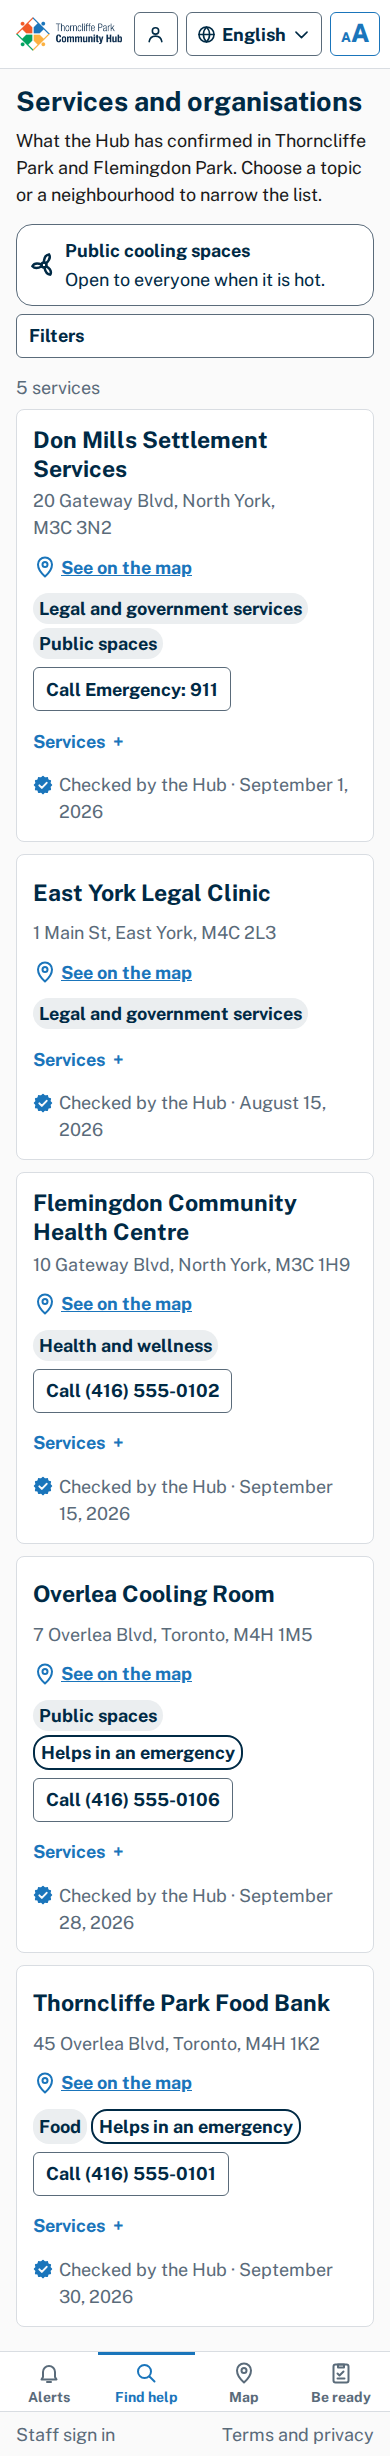 Thorncliffe Park
Community Hub
English
AA
Services and organisations
What the Hub has confirmed in Thorncliffe
Park and Flemingdon Park. Choose a topic
or a neighbourhood to narrow the list.
Public cooling spaces
Open to everyone when it is hot.
Filters
5 services
Don Mills Settlement
Services
20 Gateway Blvd, North York,
M3C 3N2
See on the map
Legal and government services
Public spaces
Call Emergency: 911
Services +
Checked by the Hub · September 1,
2026
East York Legal Clinic
1 Main St, East York, M4C 2L3
See on the map
Legal and government services
Services +
Checked by the Hub · August 15,
2026
Flemingdon Community
Health Centre
10 Gateway Blvd, North York, M3C 1H9
See on the map
Health and wellness
Call (416) 555-0102
Services +
Checked by the Hub · September
15, 2026
Overlea Cooling Room
7 Overlea Blvd, Toronto, M4H 1M5
See on the map
Public spaces
Helps in an emergency
Call (416) 555-0106
Services +
Checked by the Hub · September
28, 2026
Thorncliffe Park Food Bank
45 Overlea Blvd, Toronto, M4H 1K2
See on the map
Food Helps in an emergency
Call (416) 555-0101
Services +
Checked by the Hub · September
30, 2026
Alerts Find help Map Be ready
Staff sign in Terms and privacy